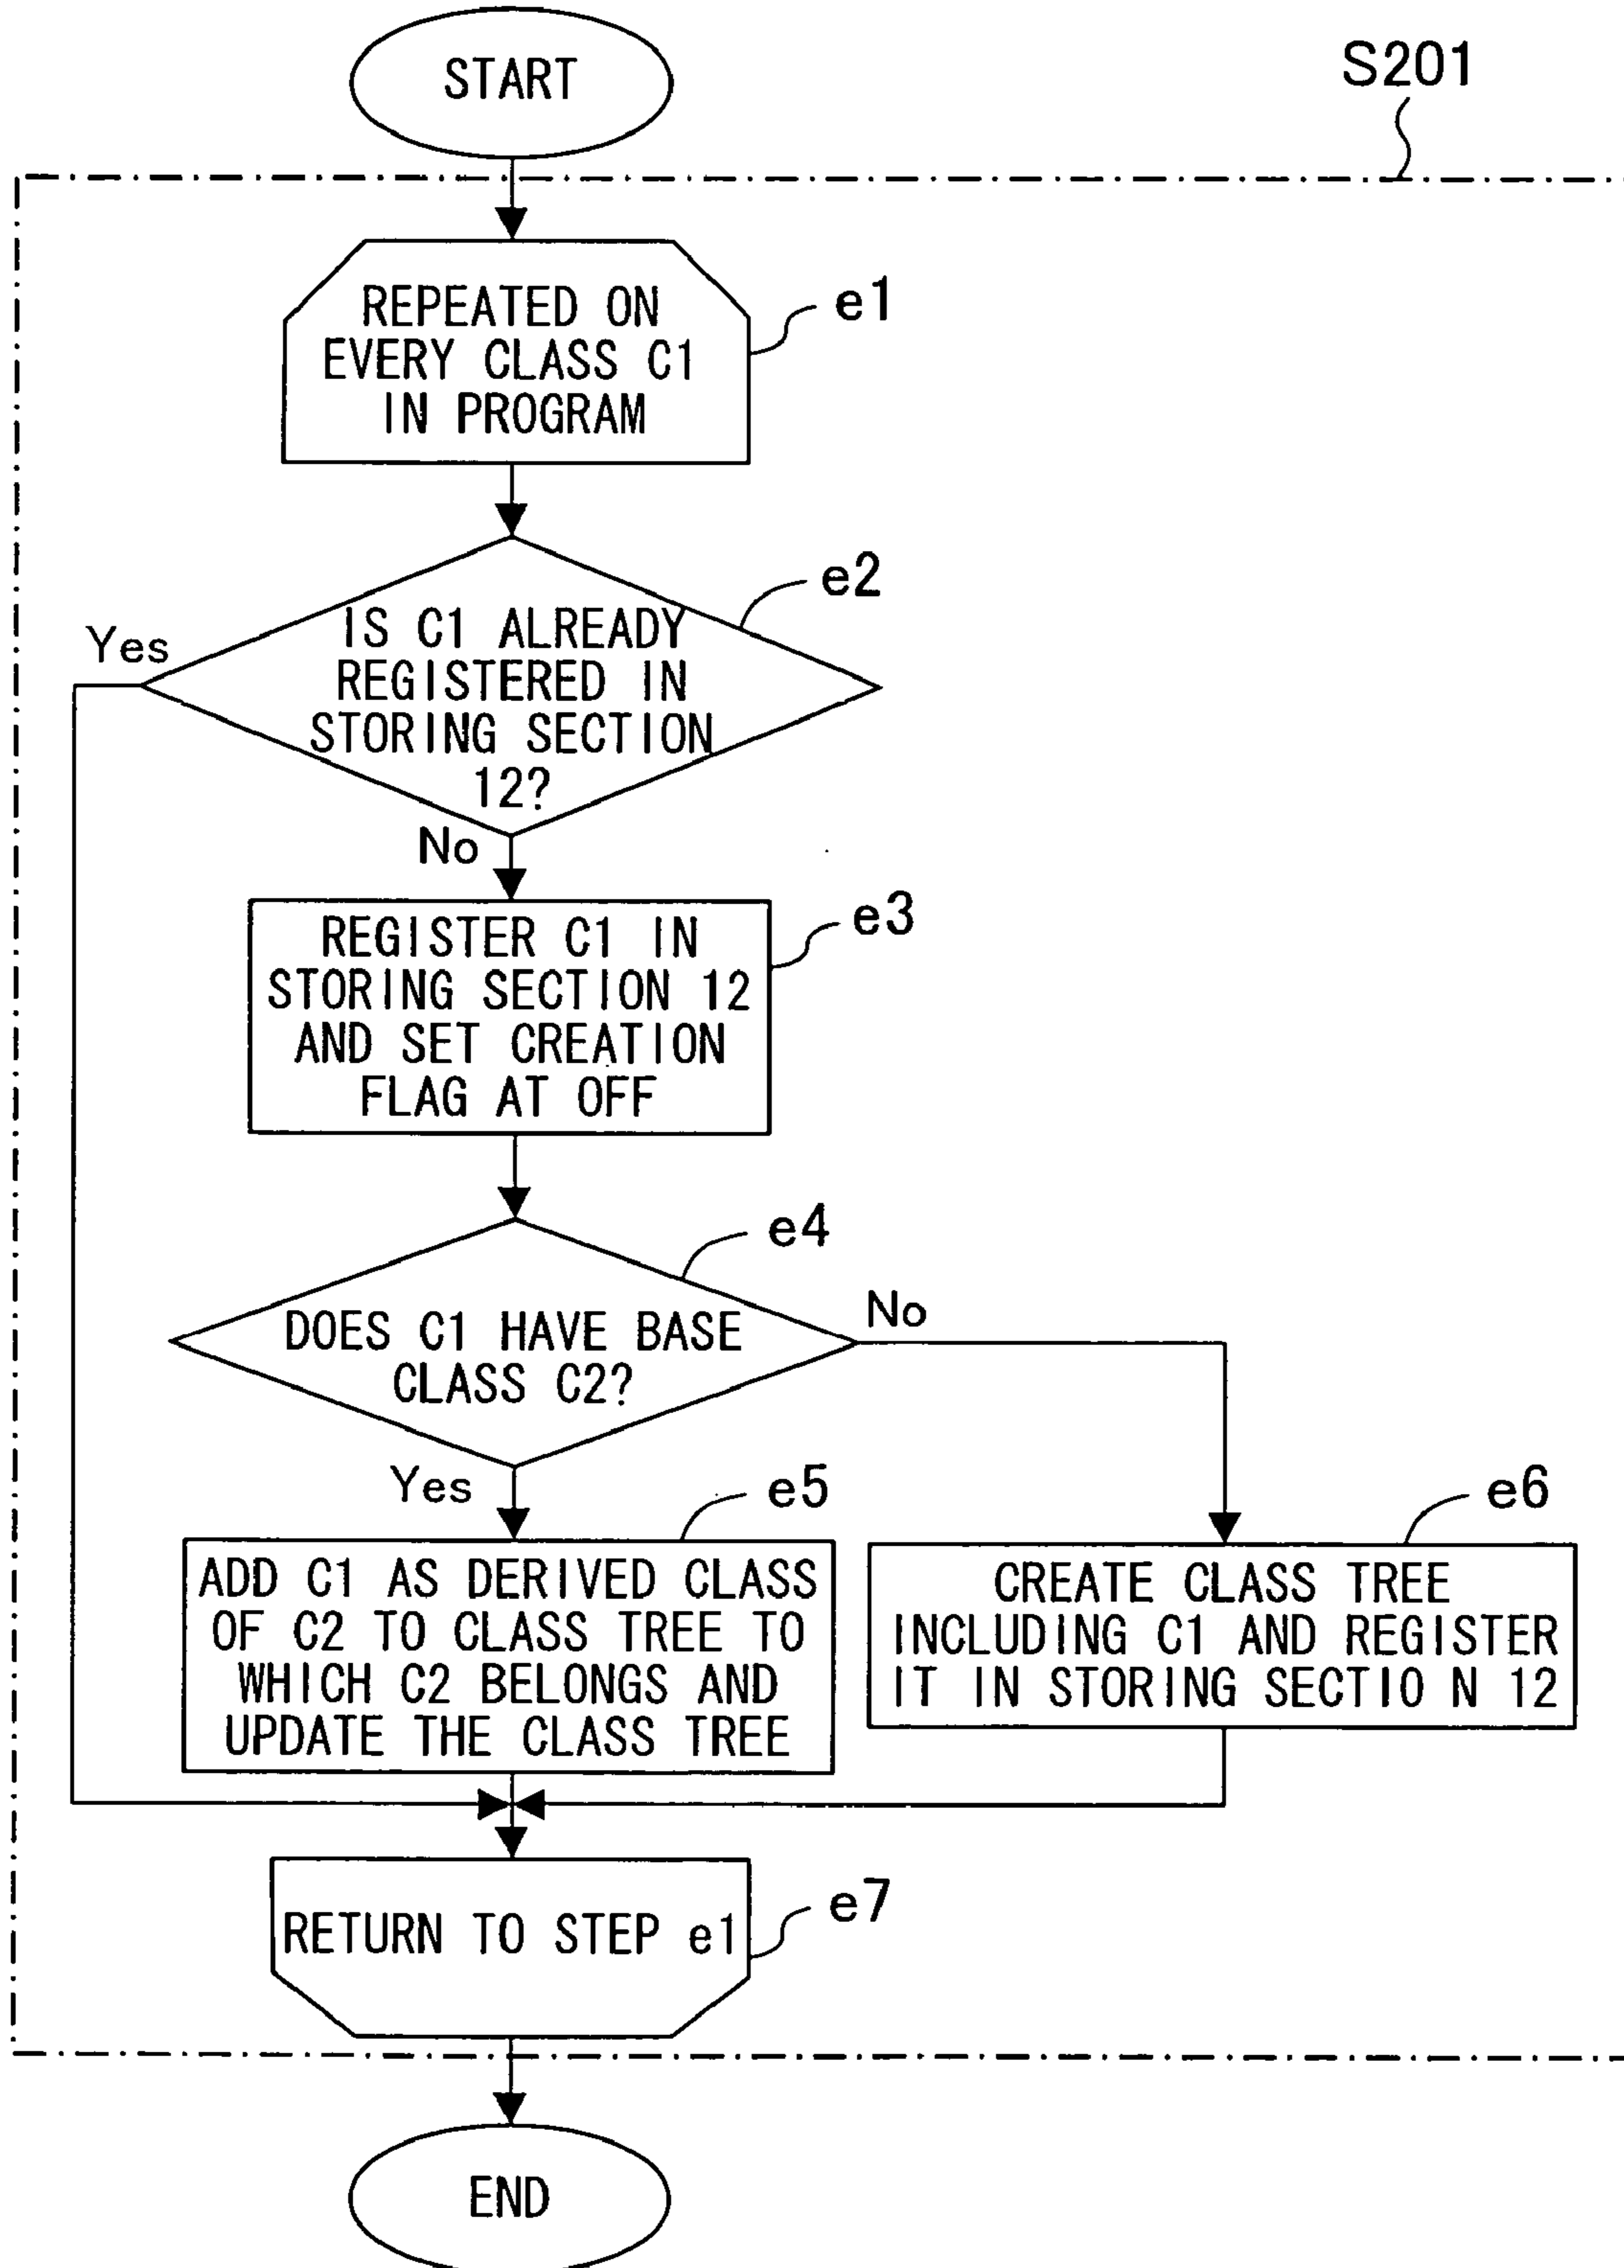 START
S201
REPEATED ON
EVERY CLASS C1
IN PROGRAM
e1
e2
Yes
IS C1 ALREADY
REGISTERED IN
STORING SECTION
12?
No
REGISTER C1 IN
STORING SECTION 12
AND SET CREATION
FLAG AT OFF
e3
e4
DOES C1 HAVE BASE
CLASS C2?
No
Yes
e5
ADD C1 AS DERIVED CLASS
OF C2 TO CLASS TREE TO
WHICH C2 BELONGS AND
UPDATE THE CLASS TREE
e6
CREATE CLASS TREE
INCLUDING C1 AND REGISTER
IT IN STORING SECTIO N 12
RETURN TO STEP e1
e7
END